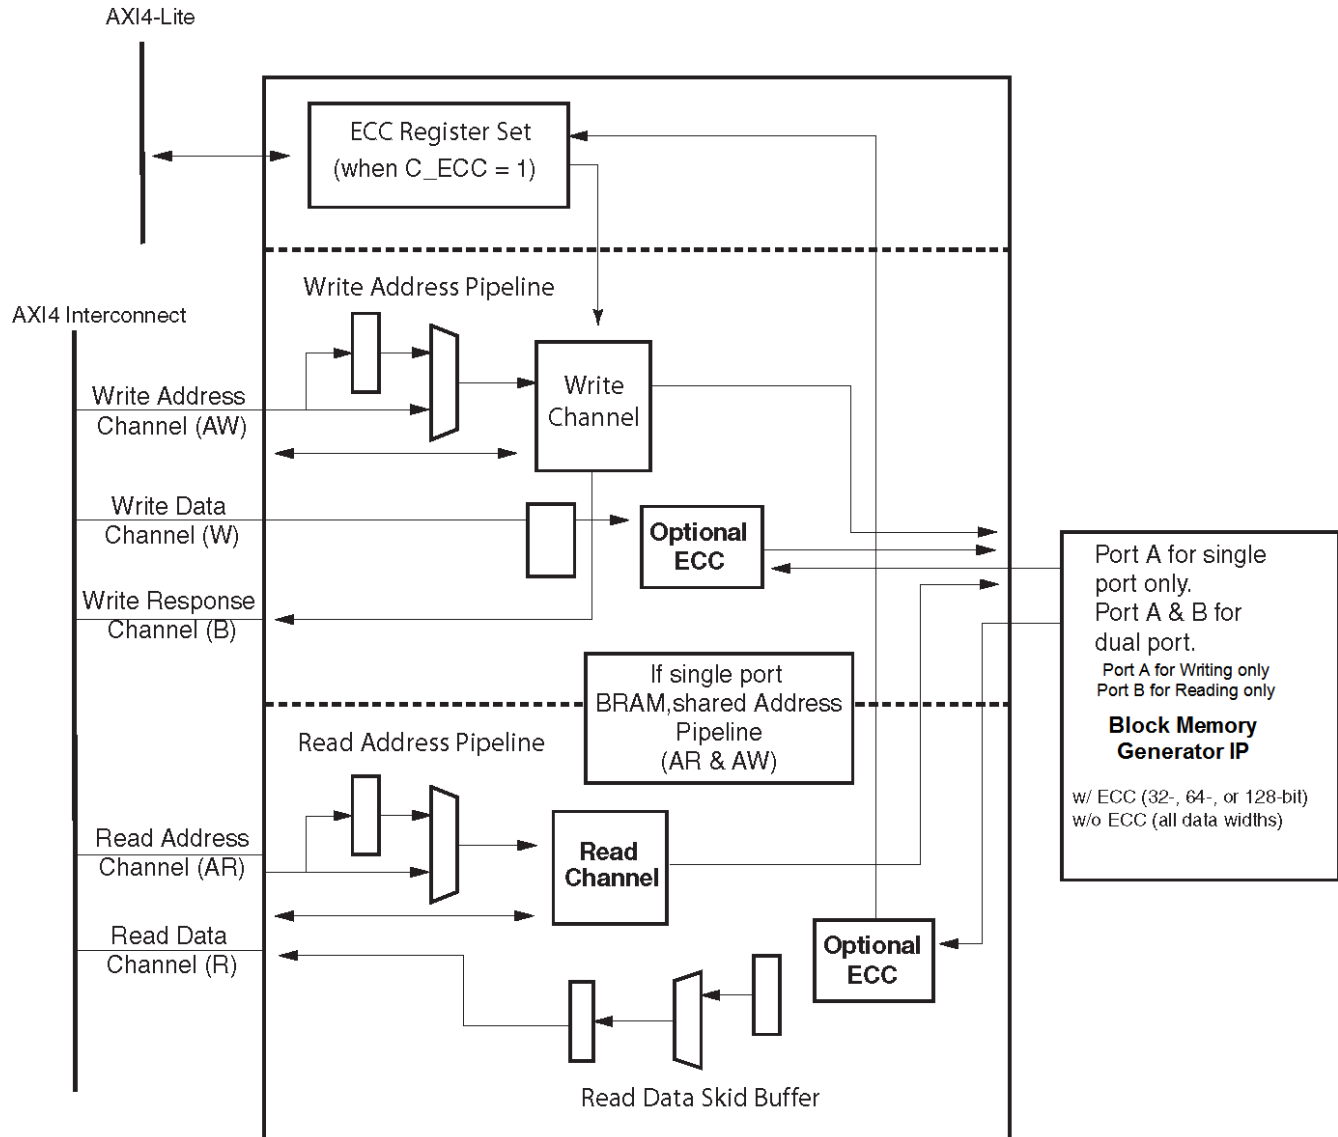 AXI4-Lite
ECC Register Set
(when C_ECC = 1)
Write Address Pipeline
AXI4 Interconnect
Write Address
Channel (AW)
Write
Channel
Write Data
Channel (W)
Optional
ECC
Write Response
Channel (B)
Port A for single
port only.
Port A & B for
dual port.
Port A for Writing only
Port B for Reading only
Block Memory
Generator IP
w/ ECC (32-, 64-, or 128-bit)
w/o ECC (all data widths)
If single port
BRAM,shared Address
Pipeline
(AR & AW)
Read Address Pipeline
Read Address
Channel (AR)
Read
Channel
Read Data
Channel (R)
Optional
ECC
Read Data Skid Buffer